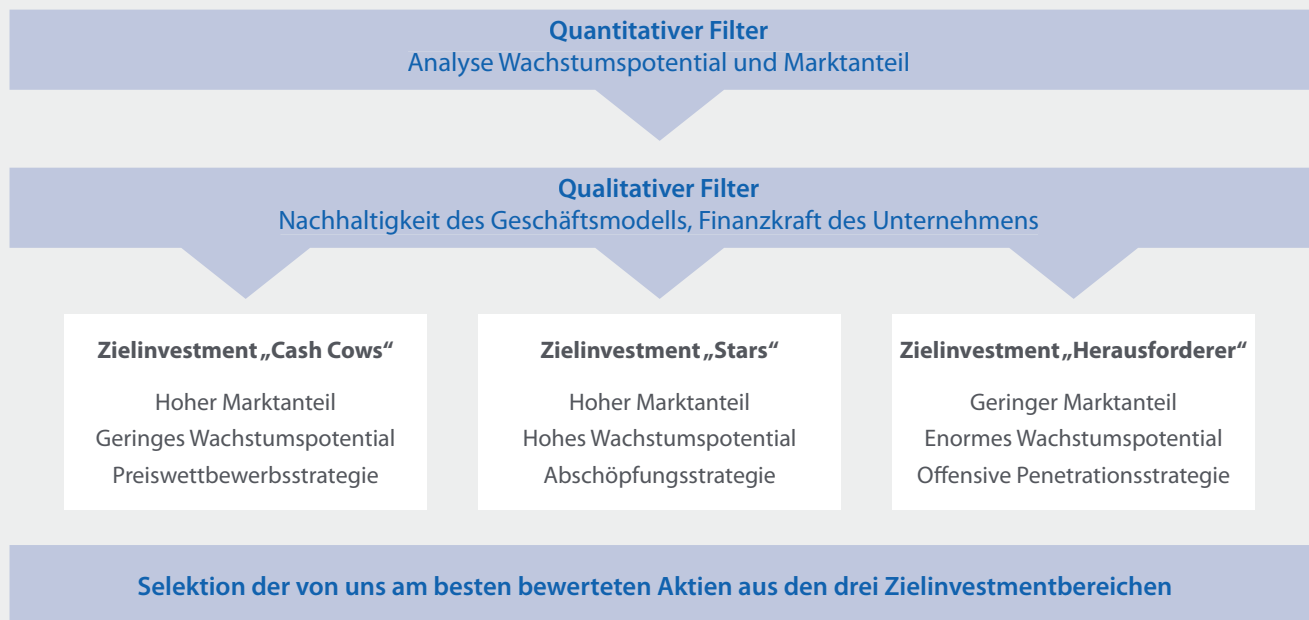 Quantitativer Filter
Analyse Wachstumspotential und Marktanteil
Qualitativer Filter
Nachhaltigkeit des Geschäftsmodells, Finanzkraft des Unternehmens
Zielinvestment „Cash Cows“
Hoher Marktanteil
Geringes Wachstumspotential
Preiswettbewerbsstrategie
Zielinvestment „Stars“
Hoher Marktanteil
Hohes Wachstumspotential
Abschöpfungsstrategie
Zielinvestment „Herausforderer“
Geringer Marktanteil
Enormes Wachstumspotential
Offensive Penetrationsstrategie
Selektion der von uns am besten bewerteten Aktien aus den drei Zielinvestmentbereichen